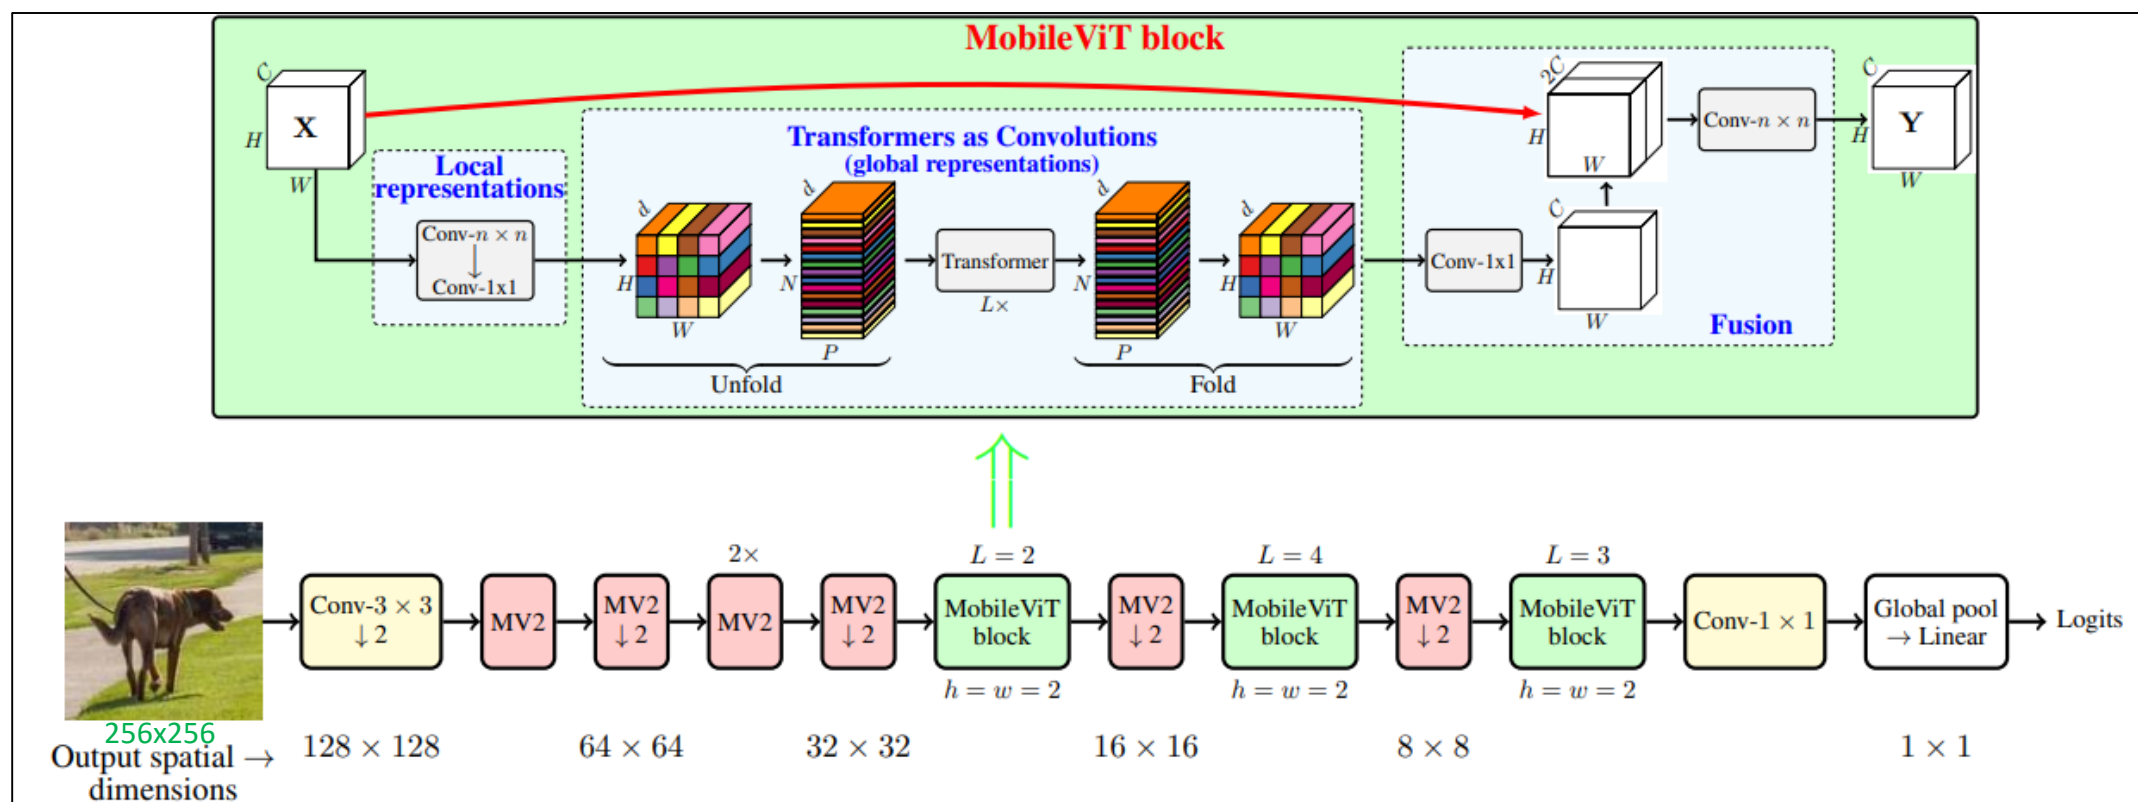 MobileViT block
C
H
X
W
Local
representations
Conv-n × n
↓
Conv-1x1
Transformers as Convolutions
(global representations)
d
H
W
d
N
P
Unfold
Transformer
L×
d
N
P
d
H
W
Fold
Conv-1x1
C
H
W
2C
H
W
Conv-n × n
Fusion
C
H
Y
W
2×
L = 2
L = 4
L = 3
Conv-3 × 3
↓ 2
MV2
MV2
↓ 2
MV2
MV2
↓ 2
MobileViT
block
MV2
↓ 2
MobileViT
block
MV2
↓ 2
MobileViT
block
Conv-1 × 1
Global pool
→ Linear
Logits
h = w = 2
h = w = 2
h = w = 2
256x256
Output spatial →
dimensions
128 × 128
64 × 64
32 × 32
16 × 16
8 × 8
1 × 1